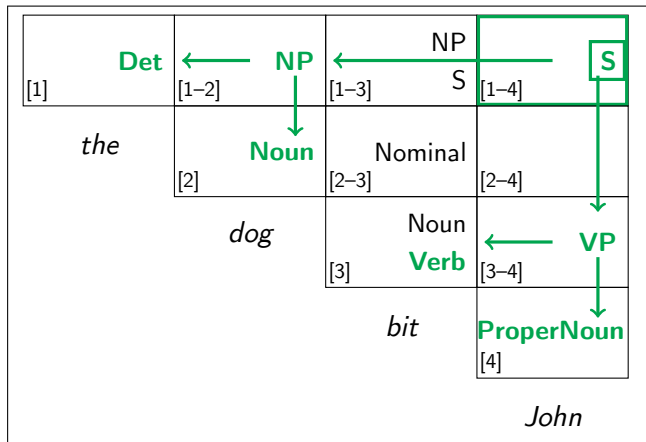 NP
Det NP S
S
[1] [1–2] [1–3] [1–4]
the
Noun Nominal
[2] [2–3] [2–4]
dog
Noun
Verb VP
[3] [3–4]
bit
ProperNoun
[4]
John